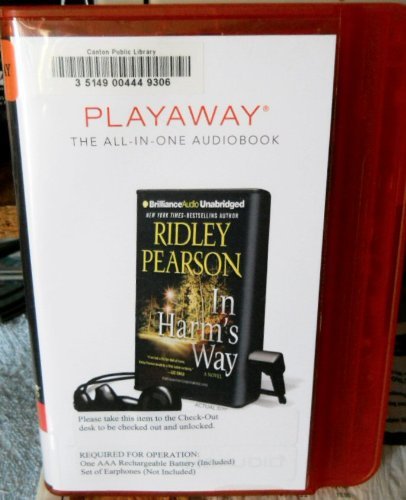 Canton Public Library
3 5149 00444 9306
PLAYAWAY®
THE ALL-IN-ONE AUDIOBOOK
BrillianceAudio Unabridged
NEW YORK TIMES-BESTSELLING AUTHOR
RIDLEY
PEARSON
In
Harm's
Way
A NOVEL
ACTUAL SIZE
Please take this item to the Check-Out
desk to be checked out and unlocked.
REQUIRED FOR OPERATION:
One AAA Rechargeable Battery (Included)
Set of Earphones (Not Included)